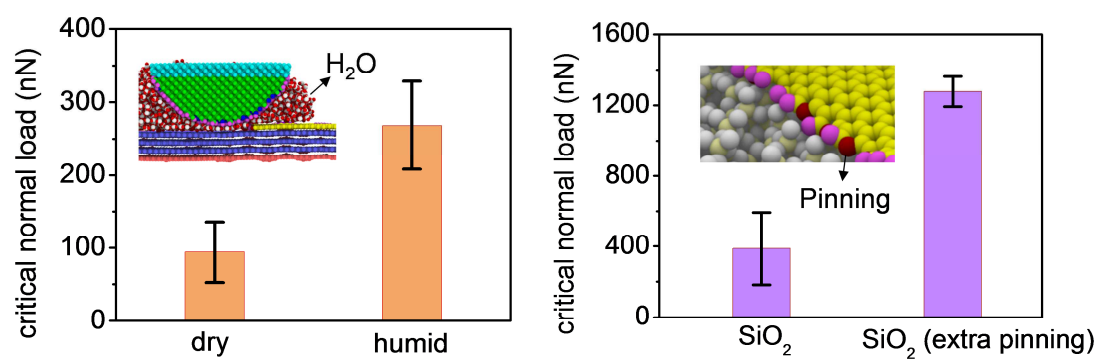 critical normal load (nN)
400
300
200
100
0
H₂O
dry
humid
critical normal load (nN)
1600
1200
800
400
0
Pinning
SiO₂
SiO₂ (extra pinning)